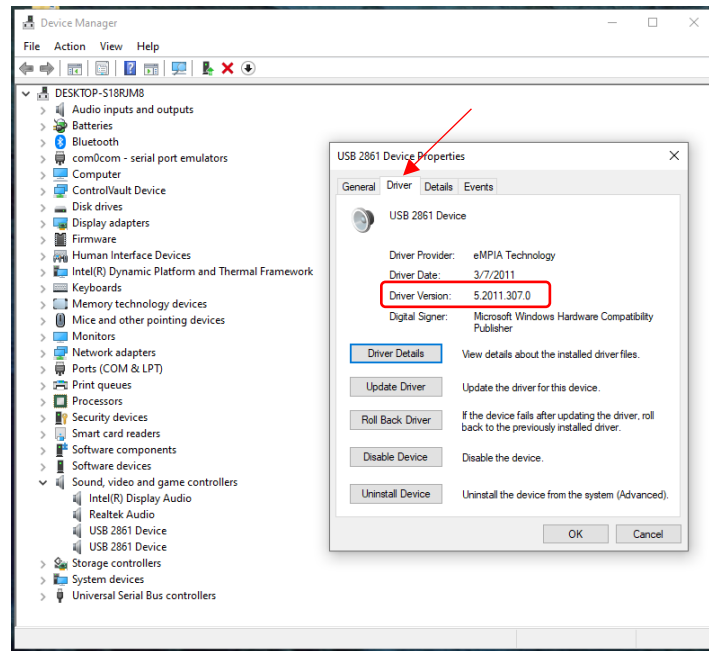 Device Manager
File Action View Help
DESKTOP-S18RJM8
Audio inputs and outputs
Batteries
Bluetooth
com0com - serial port emulators
Computer
ControlVault Device
Disk drives
Display adapters
Firmware
Human Interface Devices
Intel(R) Dynamic Platform and Thermal Framework
Keyboards
Memory technology devices
Mice and other pointing devices
Monitors
Network adapters
Ports (COM & LPT)
Print queues
Processors
Security devices
Smart card readers
Software components
Software devices
Sound, video and game controllers
Intel(R) Display Audio
Realtek Audio
USB 2861 Device
USB 2861 Device
Storage controllers
System devices
Universal Serial Bus controllers
USB 2861 Device Properties
General Driver Details Events
USB 2861 Device
Driver Provider: eMPIA Technology
Driver Date: 3/7/2011
Driver Version: 5.2011.307.0
Digital Signer: Microsoft Windows Hardware Compatibility
Publisher
Driver Details View details about the installed driver files.
Update Driver Update the driver for this device.
Roll Back Driver If the device fails after updating the driver, roll
back to the previously installed driver.
Disable Device Disable the device.
Uninstall Device Uninstall the device from the system (Advanced).
OK Cancel